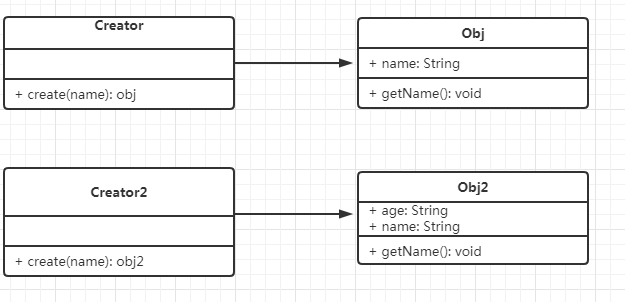 Creator
+ create(name): obj
Obj
+ name: String
+ getName(): void
Creator2
+ create(name): obj2
Obj2
+ age: String
+ name: String
+ getName(): void